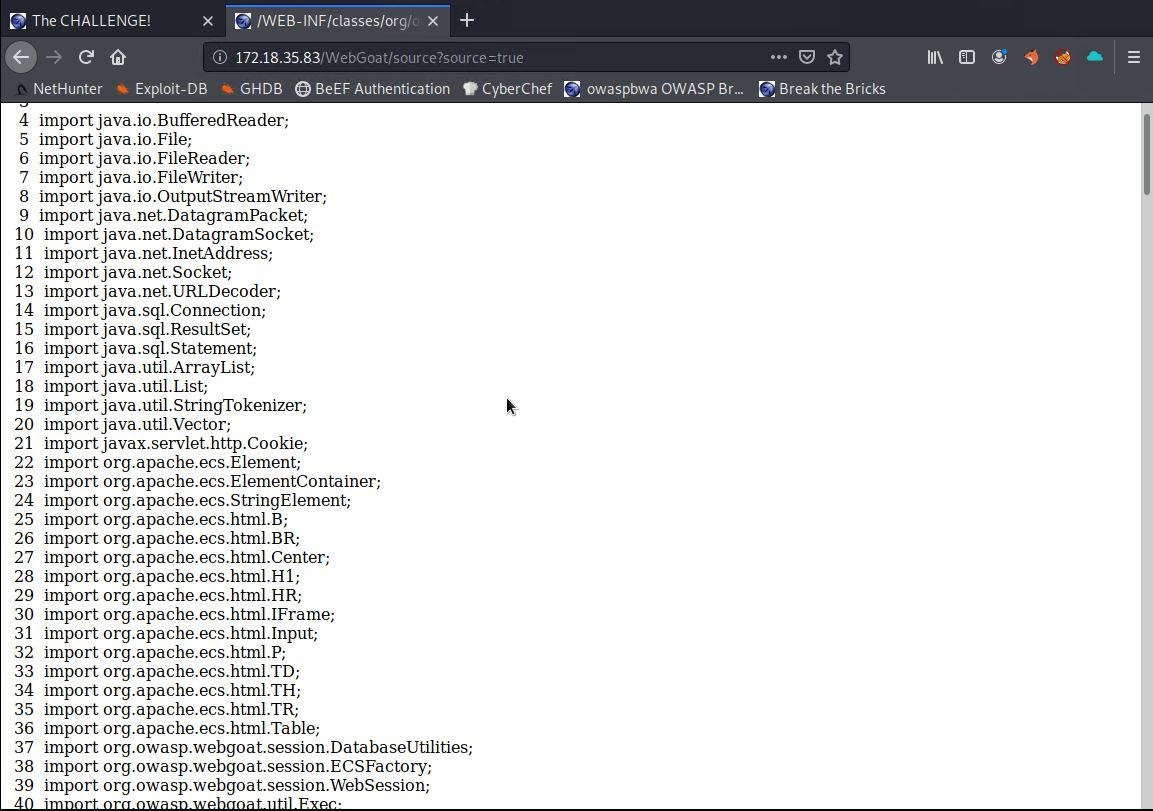 The CHALLENGE!
/WEB-INF/classes/org/o
172.18.35.83/WebGoat/source?source=true
NetHunter Exploit-DB GHDB BeEF Authentication CyberChef owaspbwa OWASP Br... Break the Bricks
3
4 import java.io.BufferedReader;
5 import java.io.File;
6 import java.io.FileReader;
7 import java.io.FileWriter;
8 import java.io.OutputStreamWriter;
9 import java.net.DatagramPacket;
10 import java.net.DatagramSocket;
11 import java.net.InetAddress;
12 import java.net.Socket;
13 import java.net.URLDecoder;
14 import java.sql.Connection;
15 import java.sql.ResultSet;
16 import java.sql.Statement;
17 import java.util.ArrayList;
18 import java.util.List;
19 import java.util.StringTokenizer;
20 import java.util.Vector;
21 import javax.servlet.http.Cookie;
22 import org.apache.ecs.Element;
23 import org.apache.ecs.ElementContainer;
24 import org.apache.ecs.StringElement;
25 import org.apache.ecs.html.B;
26 import org.apache.ecs.html.BR;
27 import org.apache.ecs.html.Center;
28 import org.apache.ecs.html.H1;
29 import org.apache.ecs.html.HR;
30 import org.apache.ecs.html.IFrame;
31 import org.apache.ecs.html.Input;
32 import org.apache.ecs.html.P;
33 import org.apache.ecs.html.TD;
34 import org.apache.ecs.html.TH;
35 import org.apache.ecs.html.TR;
36 import org.apache.ecs.html.Table;
37 import org.owasp.webgoat.session.DatabaseUtilities;
38 import org.owasp.webgoat.session.ECSFactory;
39 import org.owasp.webgoat.session.WebSession;
40 import org.owasp.webgoat.util.Exec;